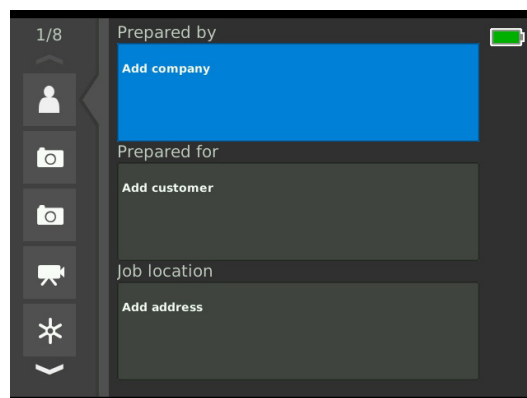 1/8
Prepared by
Add company
Prepared for
Add customer
Job location
Add address